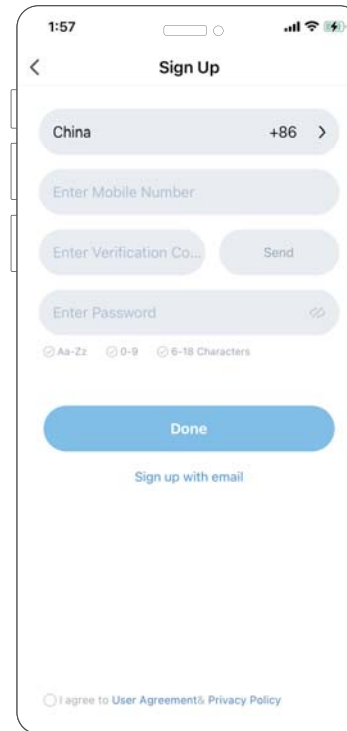 1:57
Sign Up
China +86
Enter Mobile Number
Enter Verification Co... Send
Enter Password
Aa-Zz 0-9 6-18 Characters
Done
Sign up with email
I agree to User Agreement& Privacy Policy